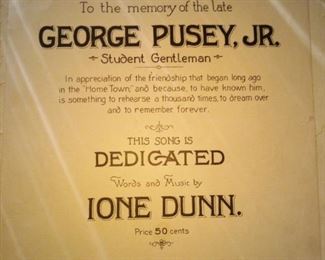 To the memory of the late
GEORGE PUSEY, JR.
Student Gentleman
In appreciation of the friendship that began long ago
in the "Home Town," and because, to have known him,
is something to rehearse a thousand times, to dream over
and to remember forever.
THIS SONG IS
DEDICATED
Words and Music by
IONE DUNN.
Price 50 cents